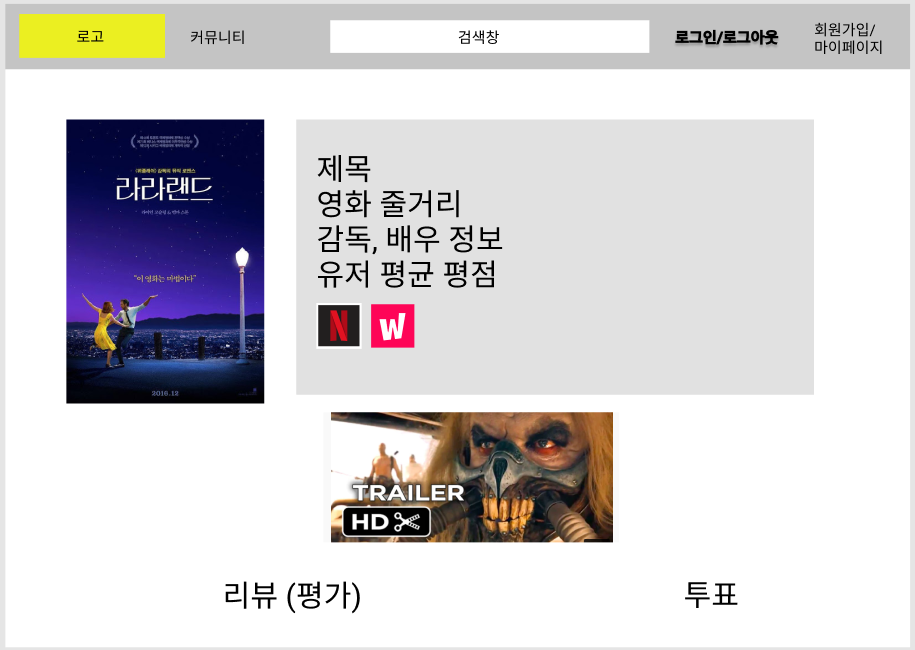 로고
커뮤니티
검색창
로그인/로그아웃
회원가입/
마이페이지
라라랜드
"이 영화는 마법이다"
2016.12
제목
영화 줄거리
감독, 배우 정보
유저 평균 평점
N
W
TRAILER
HD
리뷰 (평가)
투표